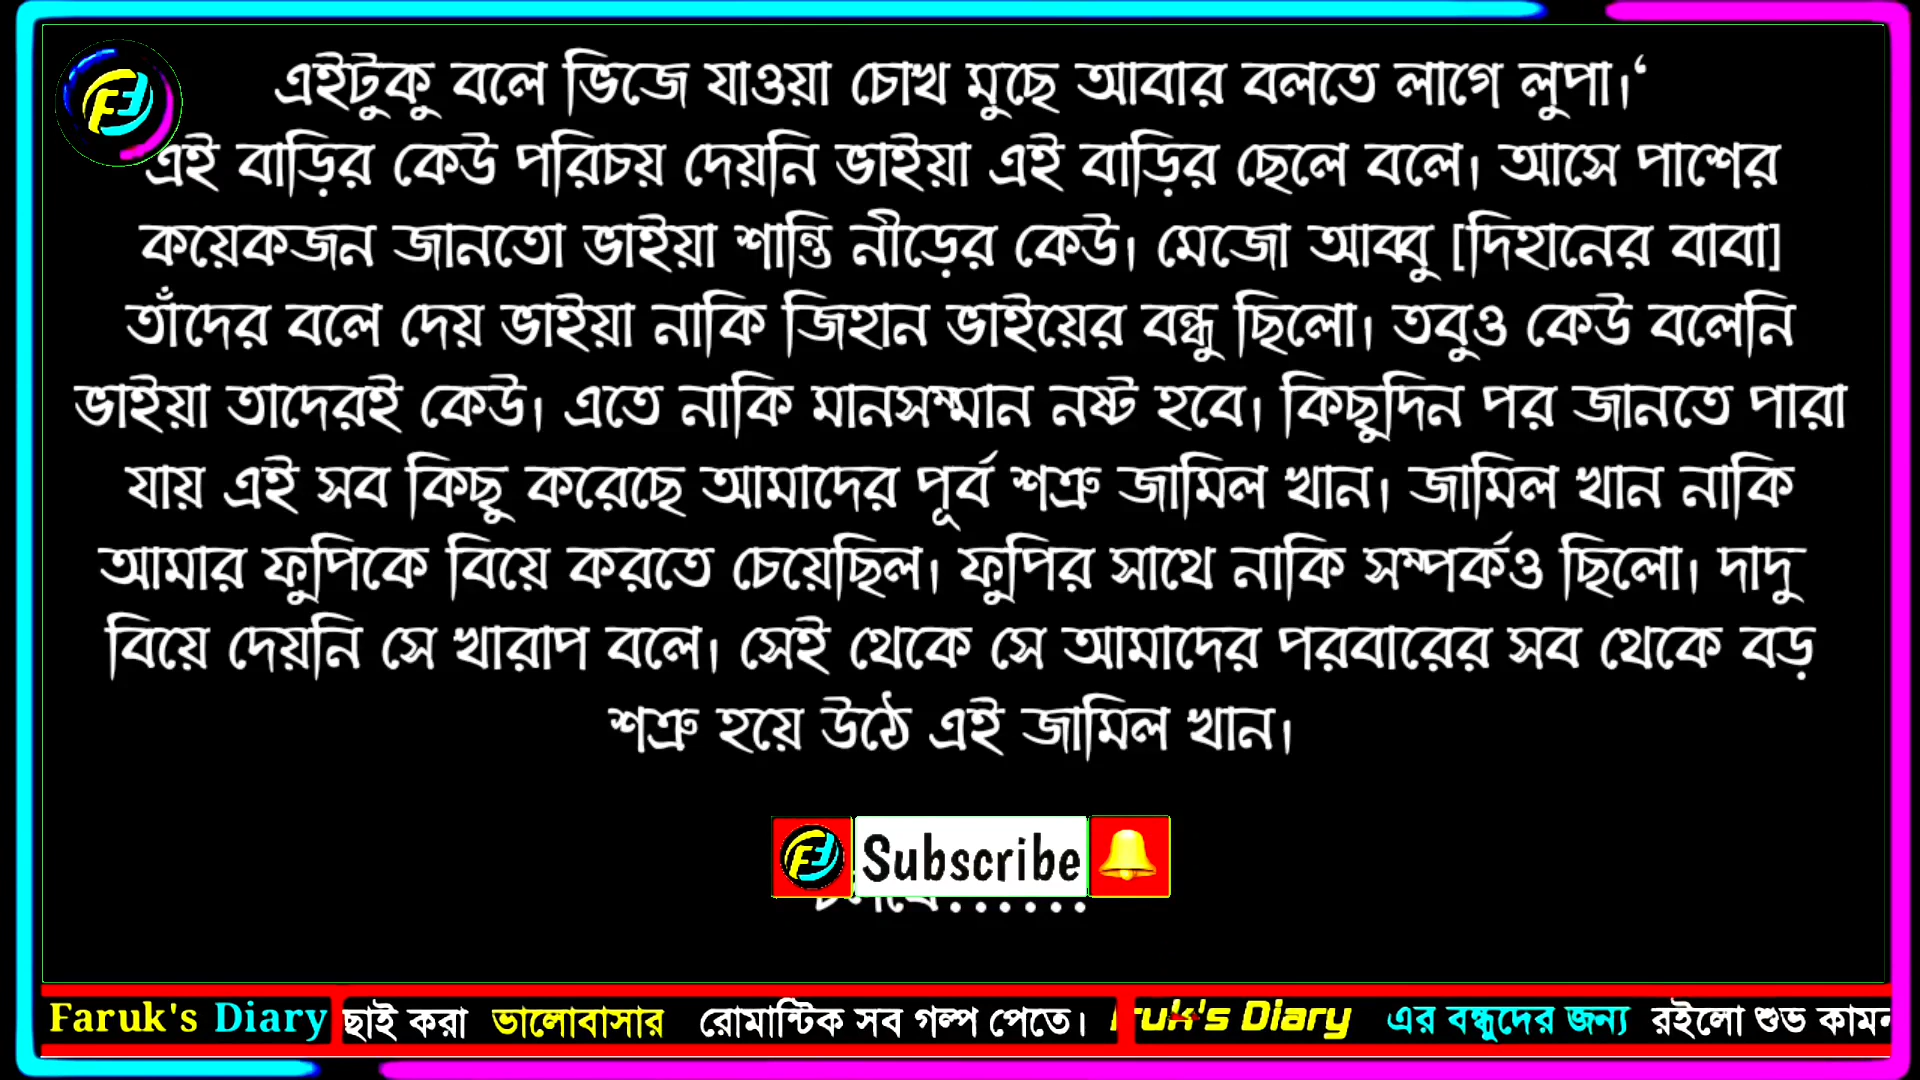 এইটুকু বলে ভিজে যাওয়া চোখ মুছে আবার বলতে লাগে লুপা।‘
এই বাড়ির কেউ পরিচয় দেয়নি ভাইয়া এই বাড়ির ছেলে বলে। আসে পাশের
কয়েকজন জানতো ভাইয়া শান্তি নীড়ের কেউ। মেজো আব্বু [দিহানের বাবা]
তাঁদের বলে দেয় ভাইয়া নাকি জিহান ভাইয়ের বন্ধু ছিলো। তবুও কেউ বলেনি
ভাইয়া তাদেরই কেউ। এতে নাকি মানসম্মান নষ্ট হবে। কিছুদিন পর জানতে পারা
যায় এই সব কিছু করেছে আমাদের পূর্ব শত্রু জামিল খান। জামিল খান নাকি
আমার ফুপিকে বিয়ে করতে চেয়েছিল। ফুপির সাথে নাকি সম্পর্কও ছিলো। দাদু
বিয়ে দেয়নি সে খারাপ বলে। সেই থেকে সে আমাদের পরবারের সব থেকে বড়
শত্রু হয়ে উঠে এই জামিল খান।
Subscribe
Faruk's Diary ছাই করা ভালোবাসার রোমান্টিক সব গল্প পেতে। ruk's Diary এর বন্ধুদের জন্য রইলো শুভ